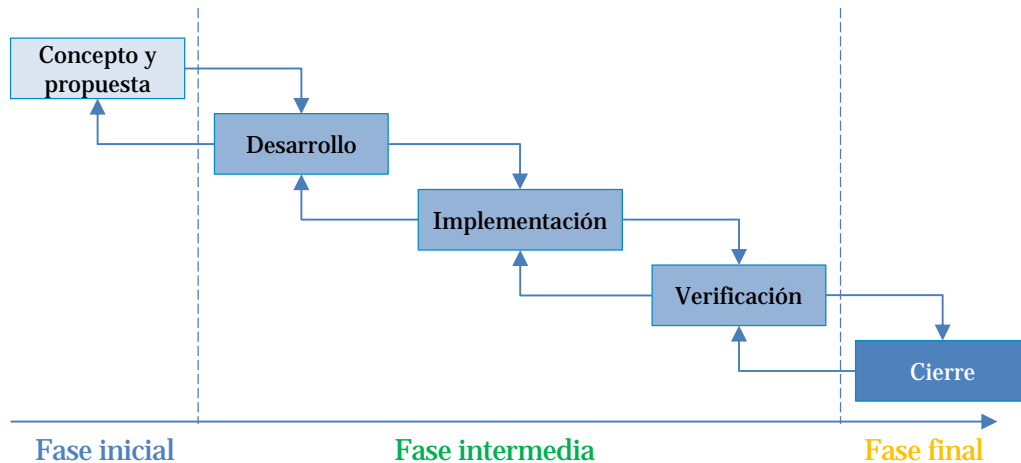 Concepto y
propuesta
Desarrollo
Implementación
Verificación
Cierre
Fase inicial
Fase intermedia
Fase final